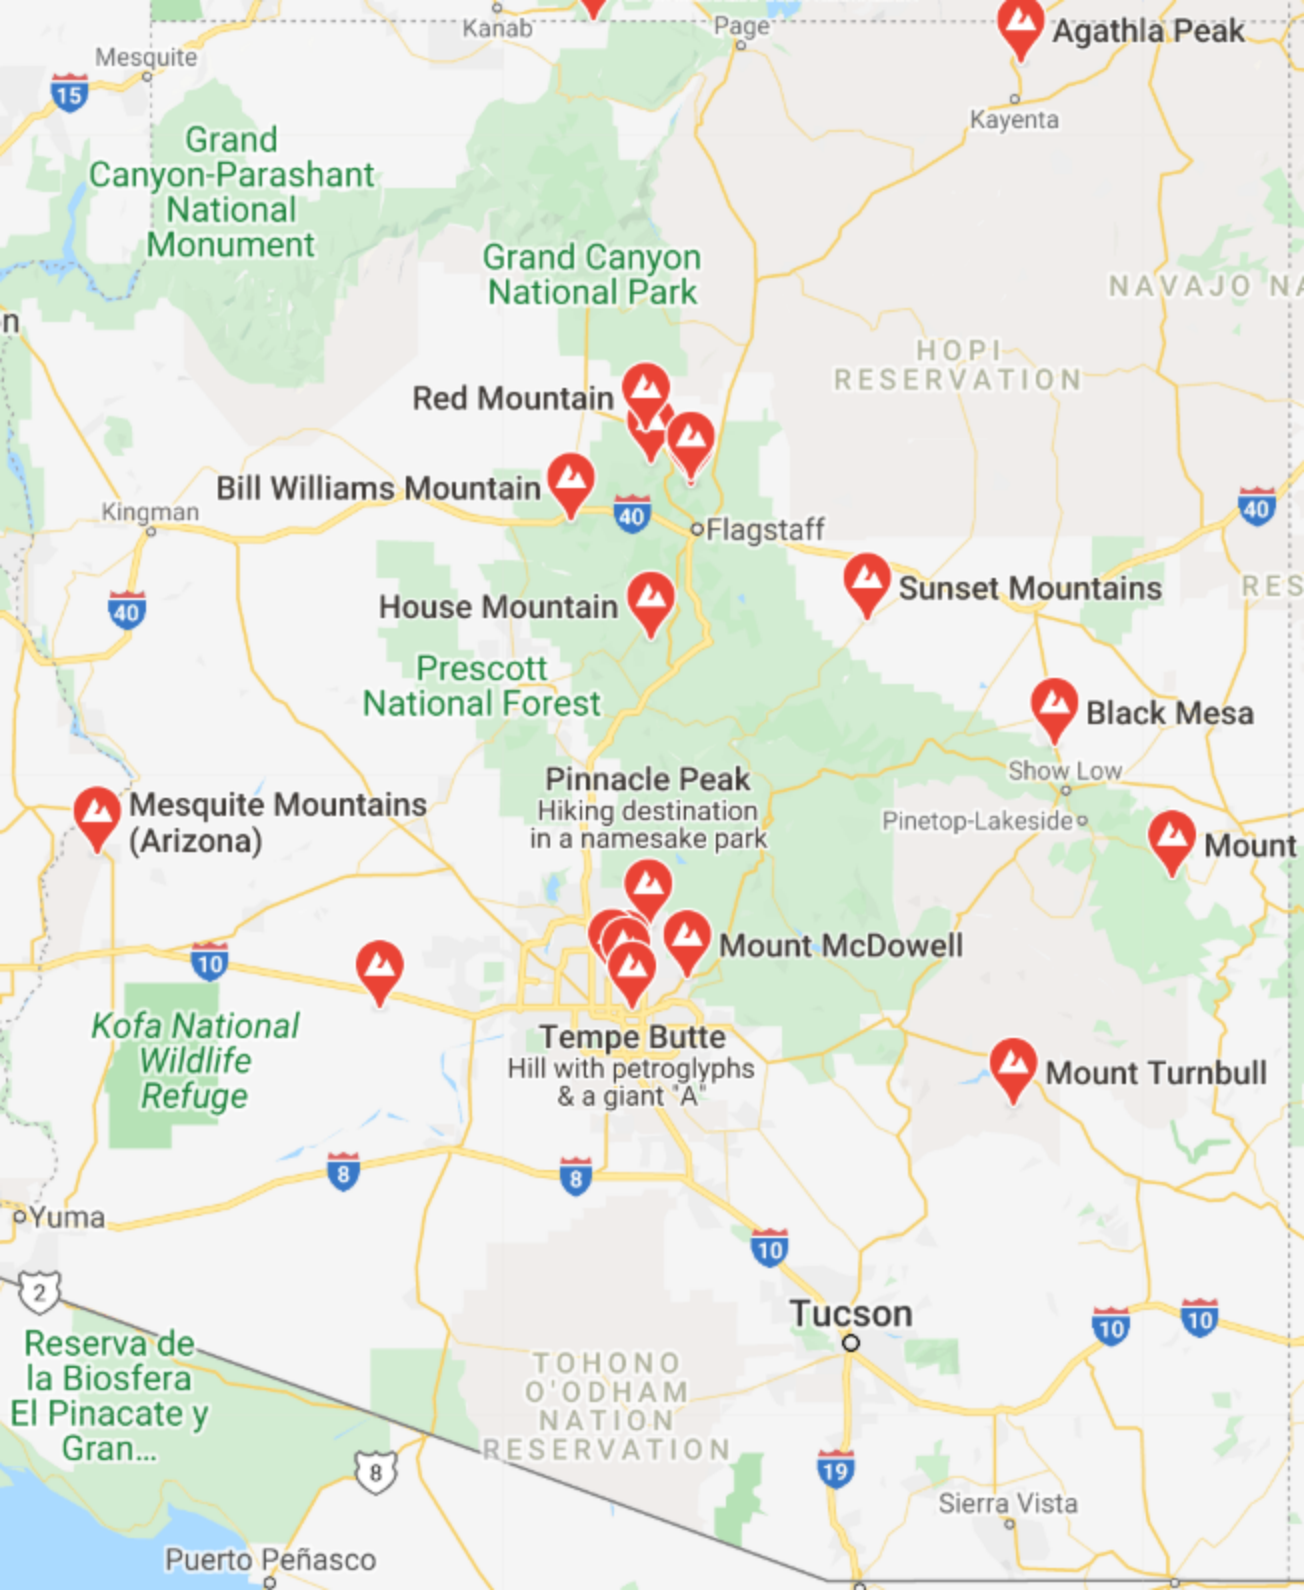 Kanab
Page
Agathla Peak
Mesquite
15
Kayenta
Grand
Canyon-Parashant
National
Monument
Grand Canyon
National Park
NAVAJO NA
n
HOPI
RESERVATION
Red Mountain
Bill Williams Mountain
40
40
Kingman
Flagstaff
Sunset Mountains
RES
40
House Mountain
Prescott
National Forest
Black Mesa
Show Low
Pinnacle Peak
Hiking destination
in a namesake park
Mesquite Mountains
(Arizona)
Pinetop-Lakeside
Mount
Mount McDowell
10
Kofa National
Wildlife
Refuge
Tempe Butte
Hill with petroglyphs
& a giant "A"
Mount Turnbull
8
8
Yuma
10
2
Tucson
10
10
Reserva de
la Biosfera
El Pinacate y
Gran...
TOHONO
O'ODHAM
NATION
RESERVATION
8
19
Sierra Vista
Puerto Peñasco